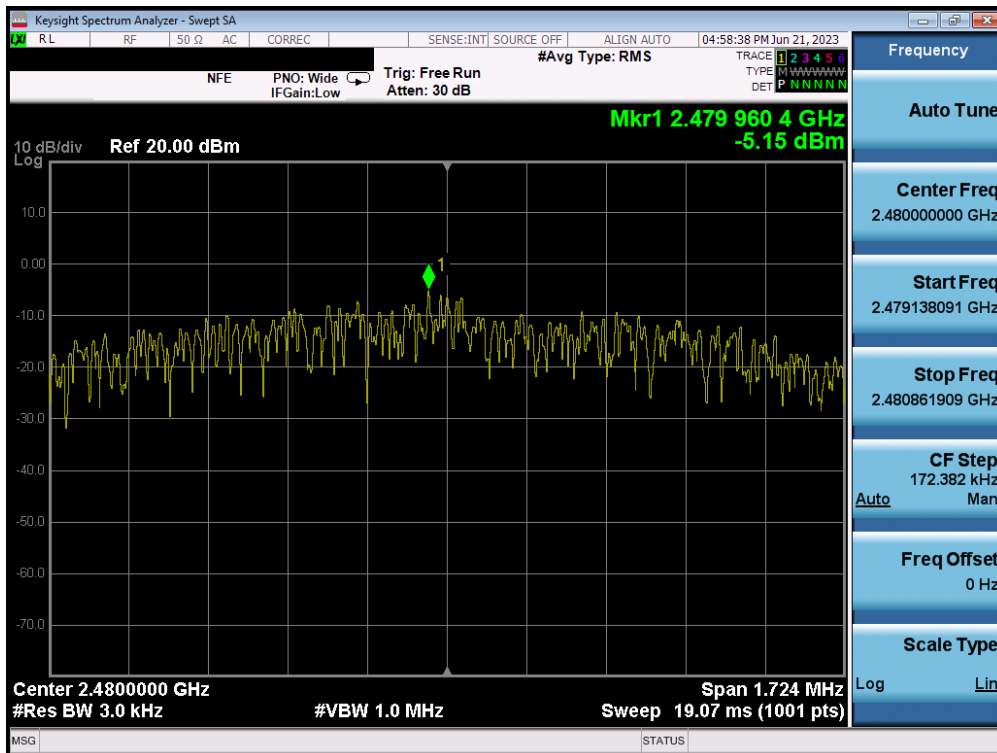 Keysight Spectrum Analyzer - Swept SA
LXI RL RF 50 Ω AC CORREC SENSE:INT SOURCE OFF ALIGN AUTO 04:58:38 PM Jun 21, 2023
Frequency
#Avg Type: RMS
TRACE 1 2 3 4 5 6
NFE PNO: Wide Trig: Free Run
TYPE M W W W W W
IFGain:Low Atten: 30 dB
DET P N N N N N
Auto Tune
Mkr1 2.479 960 4 GHz
-5.15 dBm
10 dB/div Ref 20.00 dBm
Log
Center Freq
2.480000000 GHz
10.0
0.00
1
Start Freq
2.479138091 GHz
-10.0
-20.0
Stop Freq
2.480861909 GHz
-30.0
-40.0
CF Step
172.382 kHz
Auto Man
-50.0
Freq Offset
0 Hz
-60.0
-70.0
Scale Type
Log Lin
Center 2.4800000 GHz Span 1.724 MHz
#Res BW 3.0 kHz #VBW 1.0 MHz Sweep 19.07 ms (1001 pts)
MSG STATUS